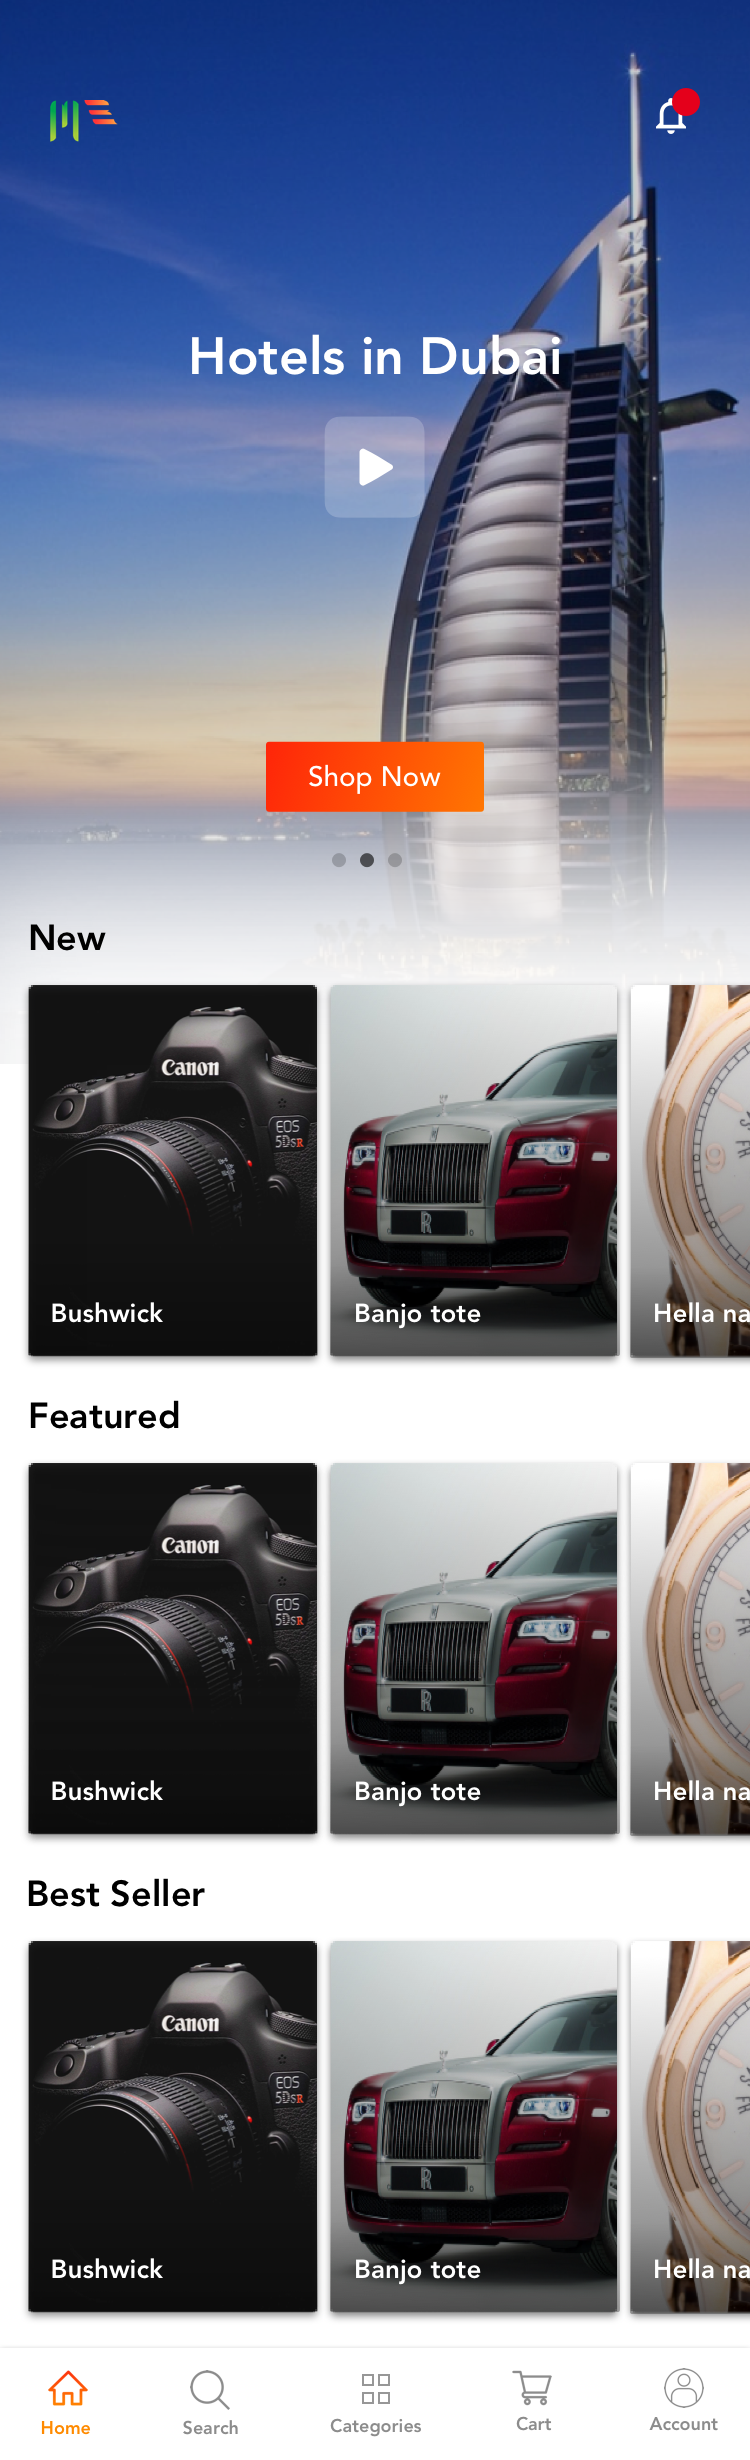 Hotels in Dubai
Shop Now
New
Canon
EOS
5DsR
Bushwick
Banjo tote
Hella na
Featured
Canon
EOS
5DsR
Bushwick
Banjo tote
Hella na
Best Seller
Canon
EOS
5DsR
Bushwick
Banjo tote
Hella na
Home
Search
Categories
Cart
Account